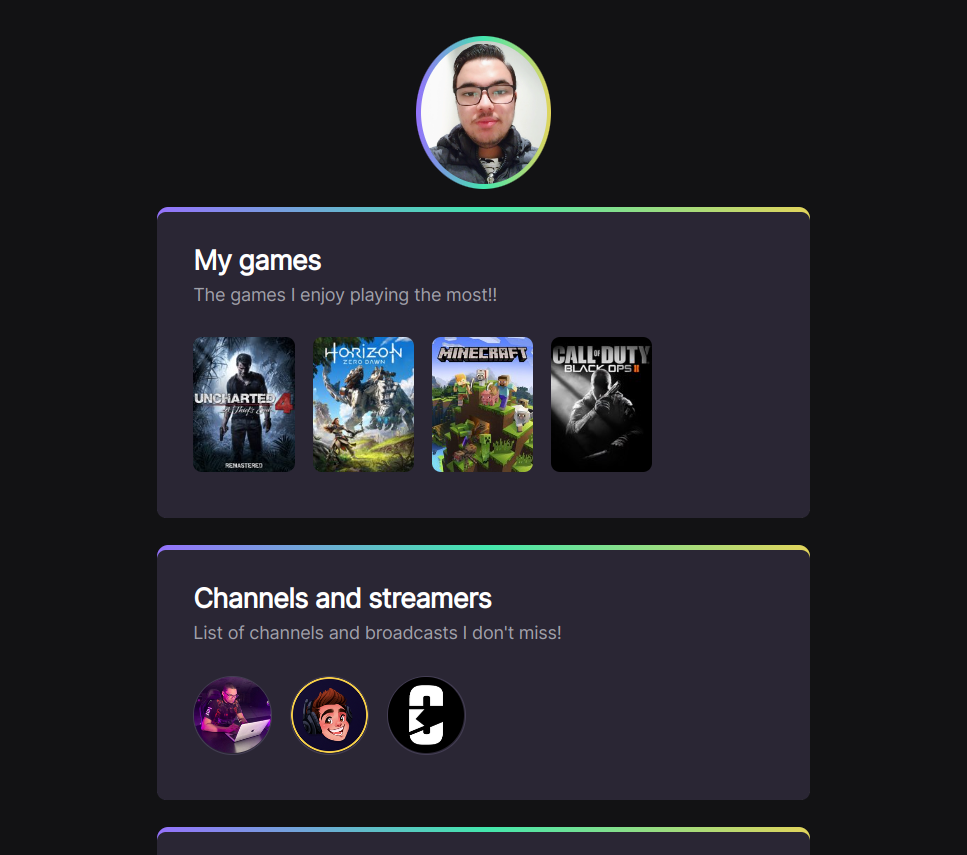 My games
The games I enjoy playing the most!!
UNCHARTED 4
A Thief's End
REMASTERED
HORIZON
ZERO DAWN
MINECRAFT
CALL OF DUTY
BLACK OPS II
Channels and streamers
List of channels and broadcasts I don't miss!